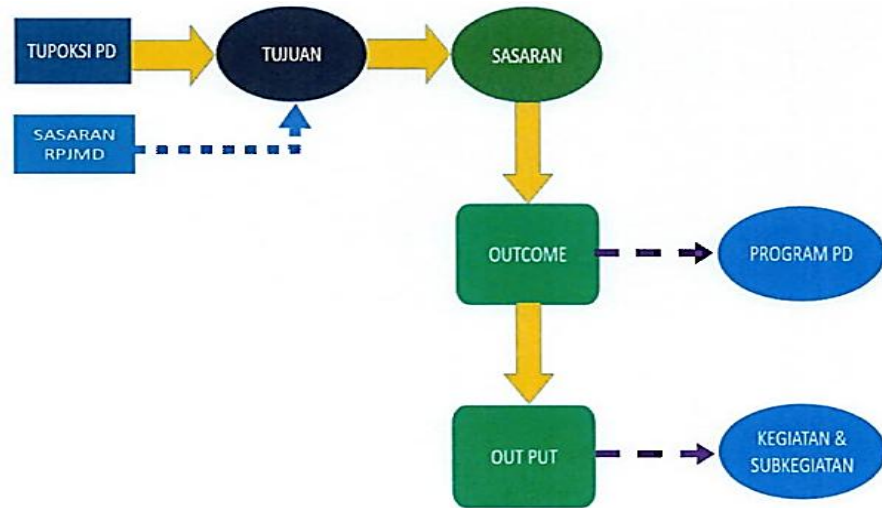 TUPOKSI PD
TUJUAN
SASARAN
SASARAN
RPJMD
OUTCOME
PROGRAM PD
OUT PUT
KEGIATAN &
SUBKEGIATAN